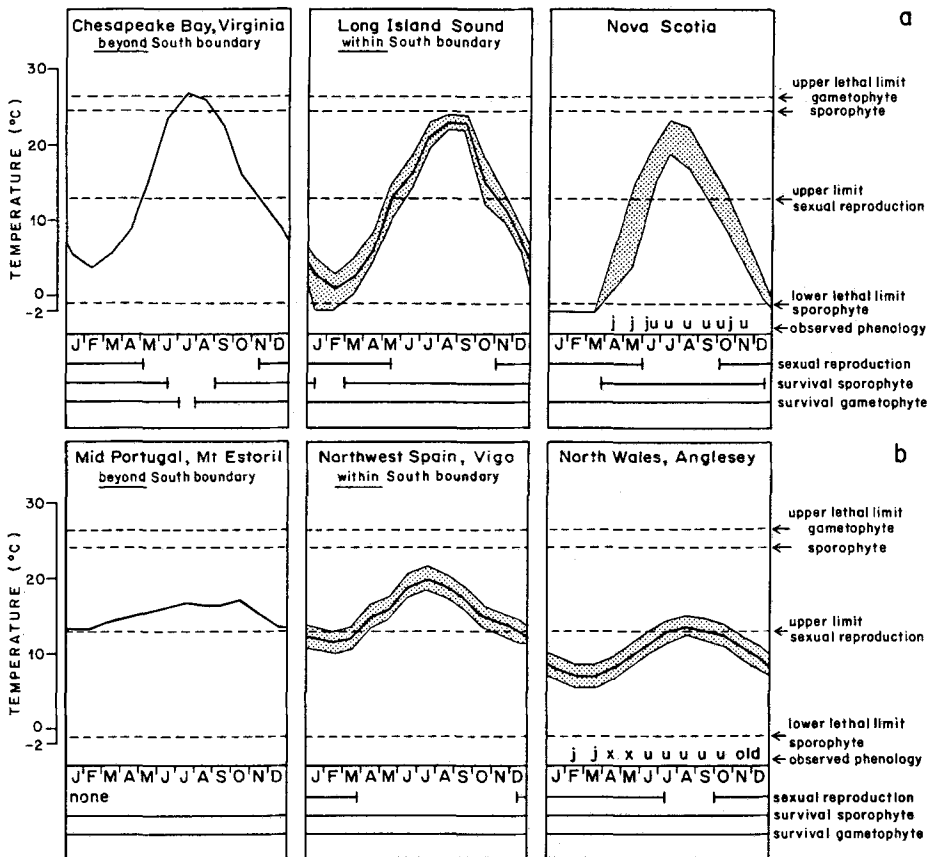 a
Chesapeake Bay, Virginia
beyond South boundary
Long Island Sound
within South boundary
Nova Scotia
TEMPERATURE (°C)
30
20
10
0
-2
upper lethal limit
gametophyte
sporophyte
upper limit
sexual reproduction
lower lethal limit
sporophyte
j j ju u u u uj u
observed phenology
J F M A M J J A S O N D
J F M A M J J A S O N D
J F M A M J J A S O N D
sexual reproduction
survival sporophyte
survival gametophyte
b
Mid Portugal, Mt Estoril
beyond South boundary
Northwest Spain, Vigo
within South boundary
North Wales, Anglesey
TEMPERATURE (°C)
30
20
10
0
-2
upper lethal limit
gametophyte
sporophyte
upper limit
sexual reproduction
lower lethal limit
sporophyte
j j x x u u u u u old
observed phenology
J F M A M J J A S O N D
J F M A M J J A S O N D
J F M A M J J A S O N D
none
sexual reproduction
survival sporophyte
survival gametophyte